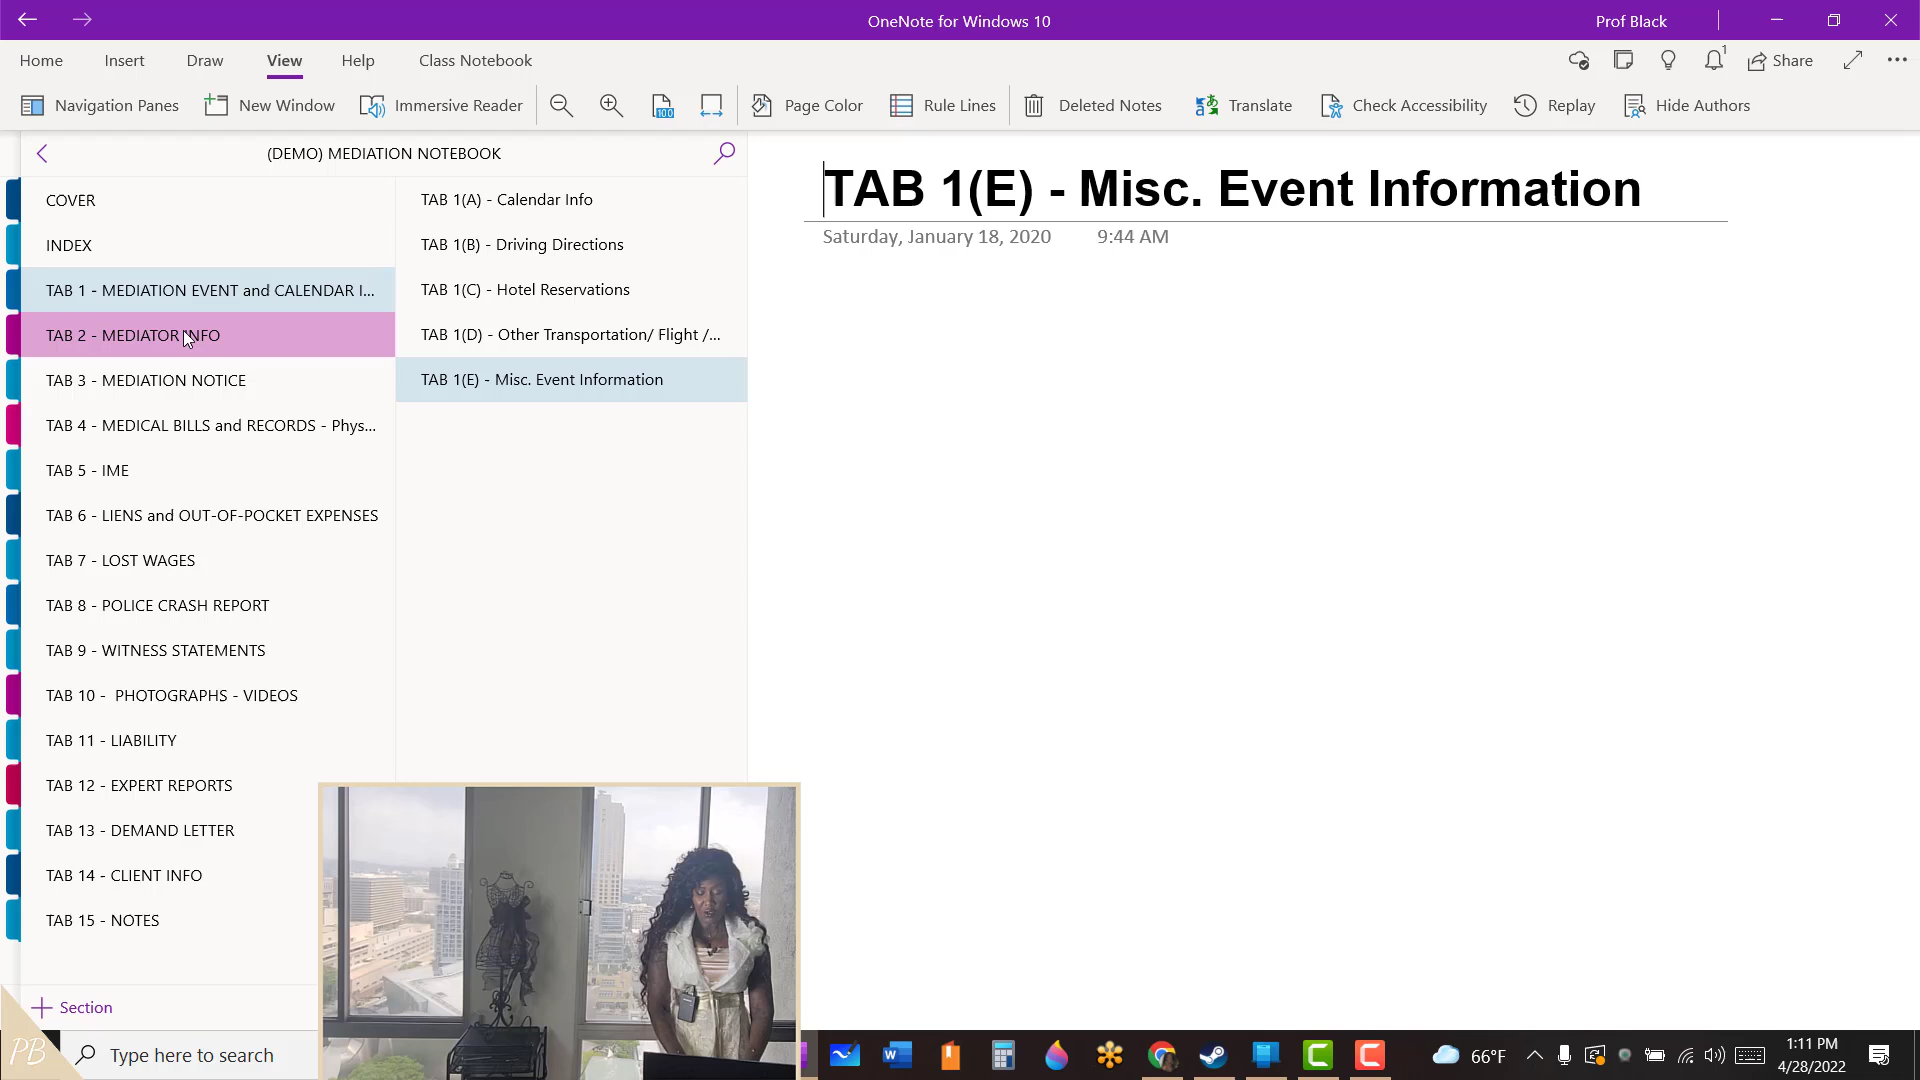 OneNote for Windows 10
Prof Black
Home Insert Draw View Help Class Notebook
1
Share
Navigation Panes New Window Immersive Reader 100 Page Color Rule Lines Deleted Notes Translate Check Accessibility Replay Hide Authors
(DEMO) MEDIATION NOTEBOOK
COVER
INDEX
TAB 1 - MEDIATION EVENT and CALENDAR I...
TAB 2 - MEDIATOR INFO
TAB 3 - MEDIATION NOTICE
TAB 4 - MEDICAL BILLS and RECORDS - Phys...
TAB 5 - IME
TAB 6 - LIENS and OUT-OF-POCKET EXPENSES
TAB 7 - LOST WAGES
TAB 8 - POLICE CRASH REPORT
TAB 9 - WITNESS STATEMENTS
TAB 10 -  PHOTOGRAPHS - VIDEOS
TAB 11 - LIABILITY
TAB 12 - EXPERT REPORTS
TAB 13 - DEMAND LETTER
TAB 14 - CLIENT INFO
TAB 15 - NOTES
Section
TAB 1(A) - Calendar Info
TAB 1(B) - Driving Directions
TAB 1(C) - Hotel Reservations
TAB 1(D) - Other Transportation/ Flight /...
TAB 1(E) - Misc. Event Information
TAB 1(E) - Misc. Event Information
Saturday, January 18, 2020 9:44 AM
PB
Type here to search
66°F
1:11 PM
4/28/2022